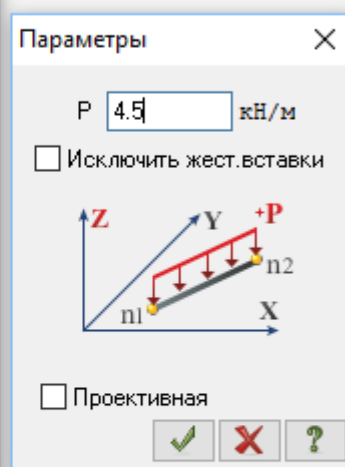 Параметры
P 4.5 кН/м
Исключить жест.вставки
Z Y +P
n2
n1 X
Проективная